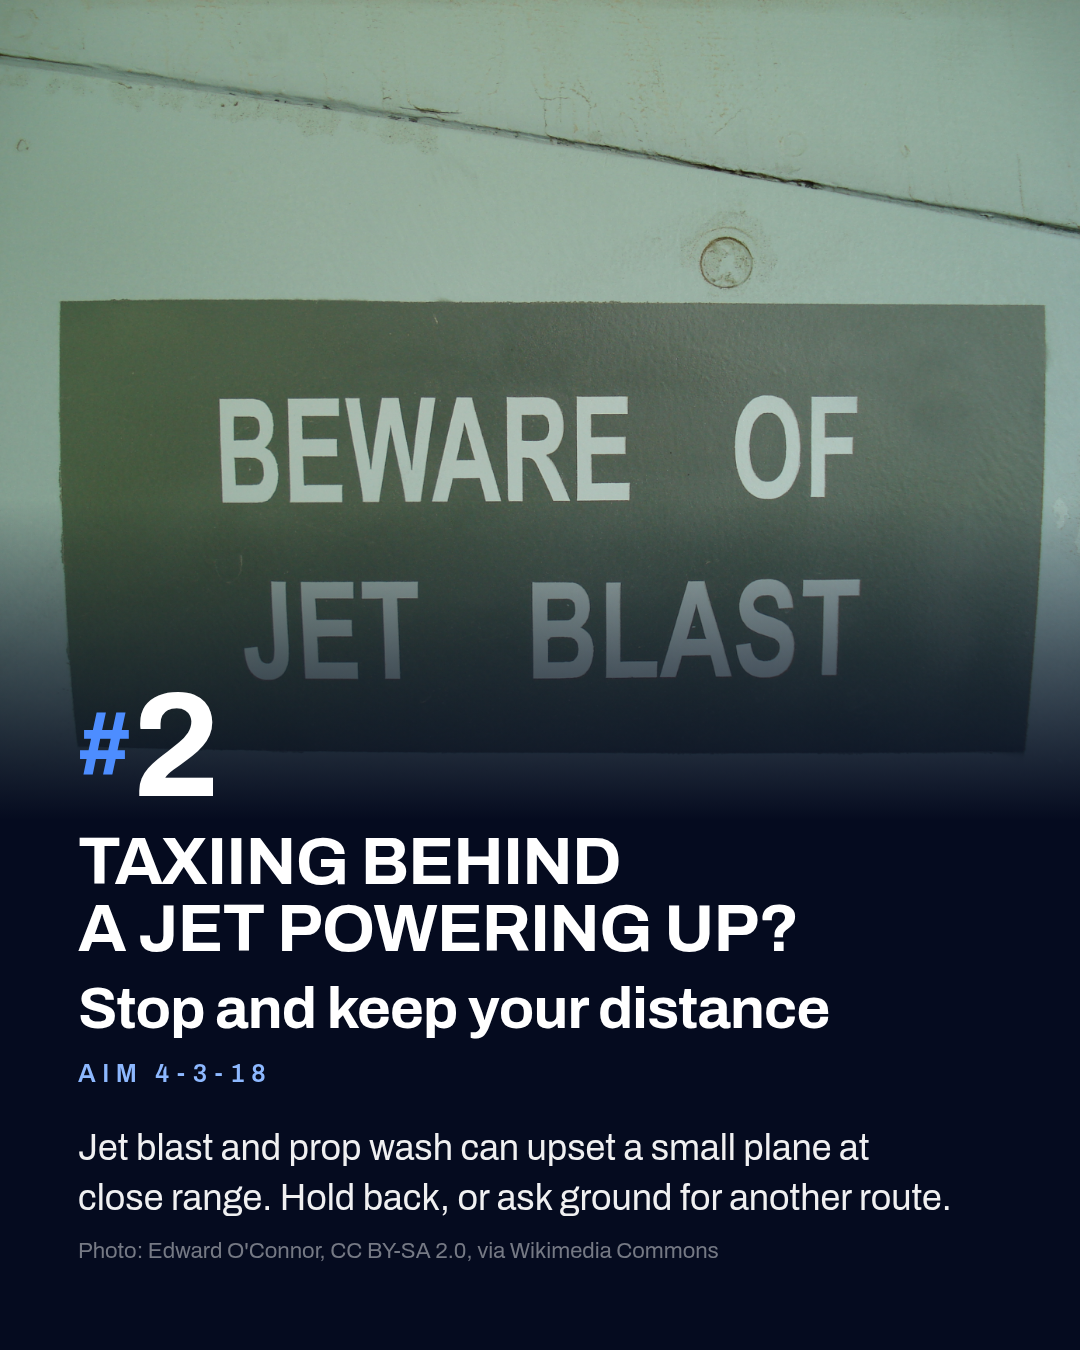 BEWARE OF
JET BLAST
#2
TAXIING BEHIND
A JET POWERING UP?
Stop and keep your distance
AIM 4-3-18
Jet blast and prop wash can upset a small plane at
close range. Hold back, or ask ground for another route.
Photo: Edward O'Connor, CC BY-SA 2.0, via Wikimedia Commons